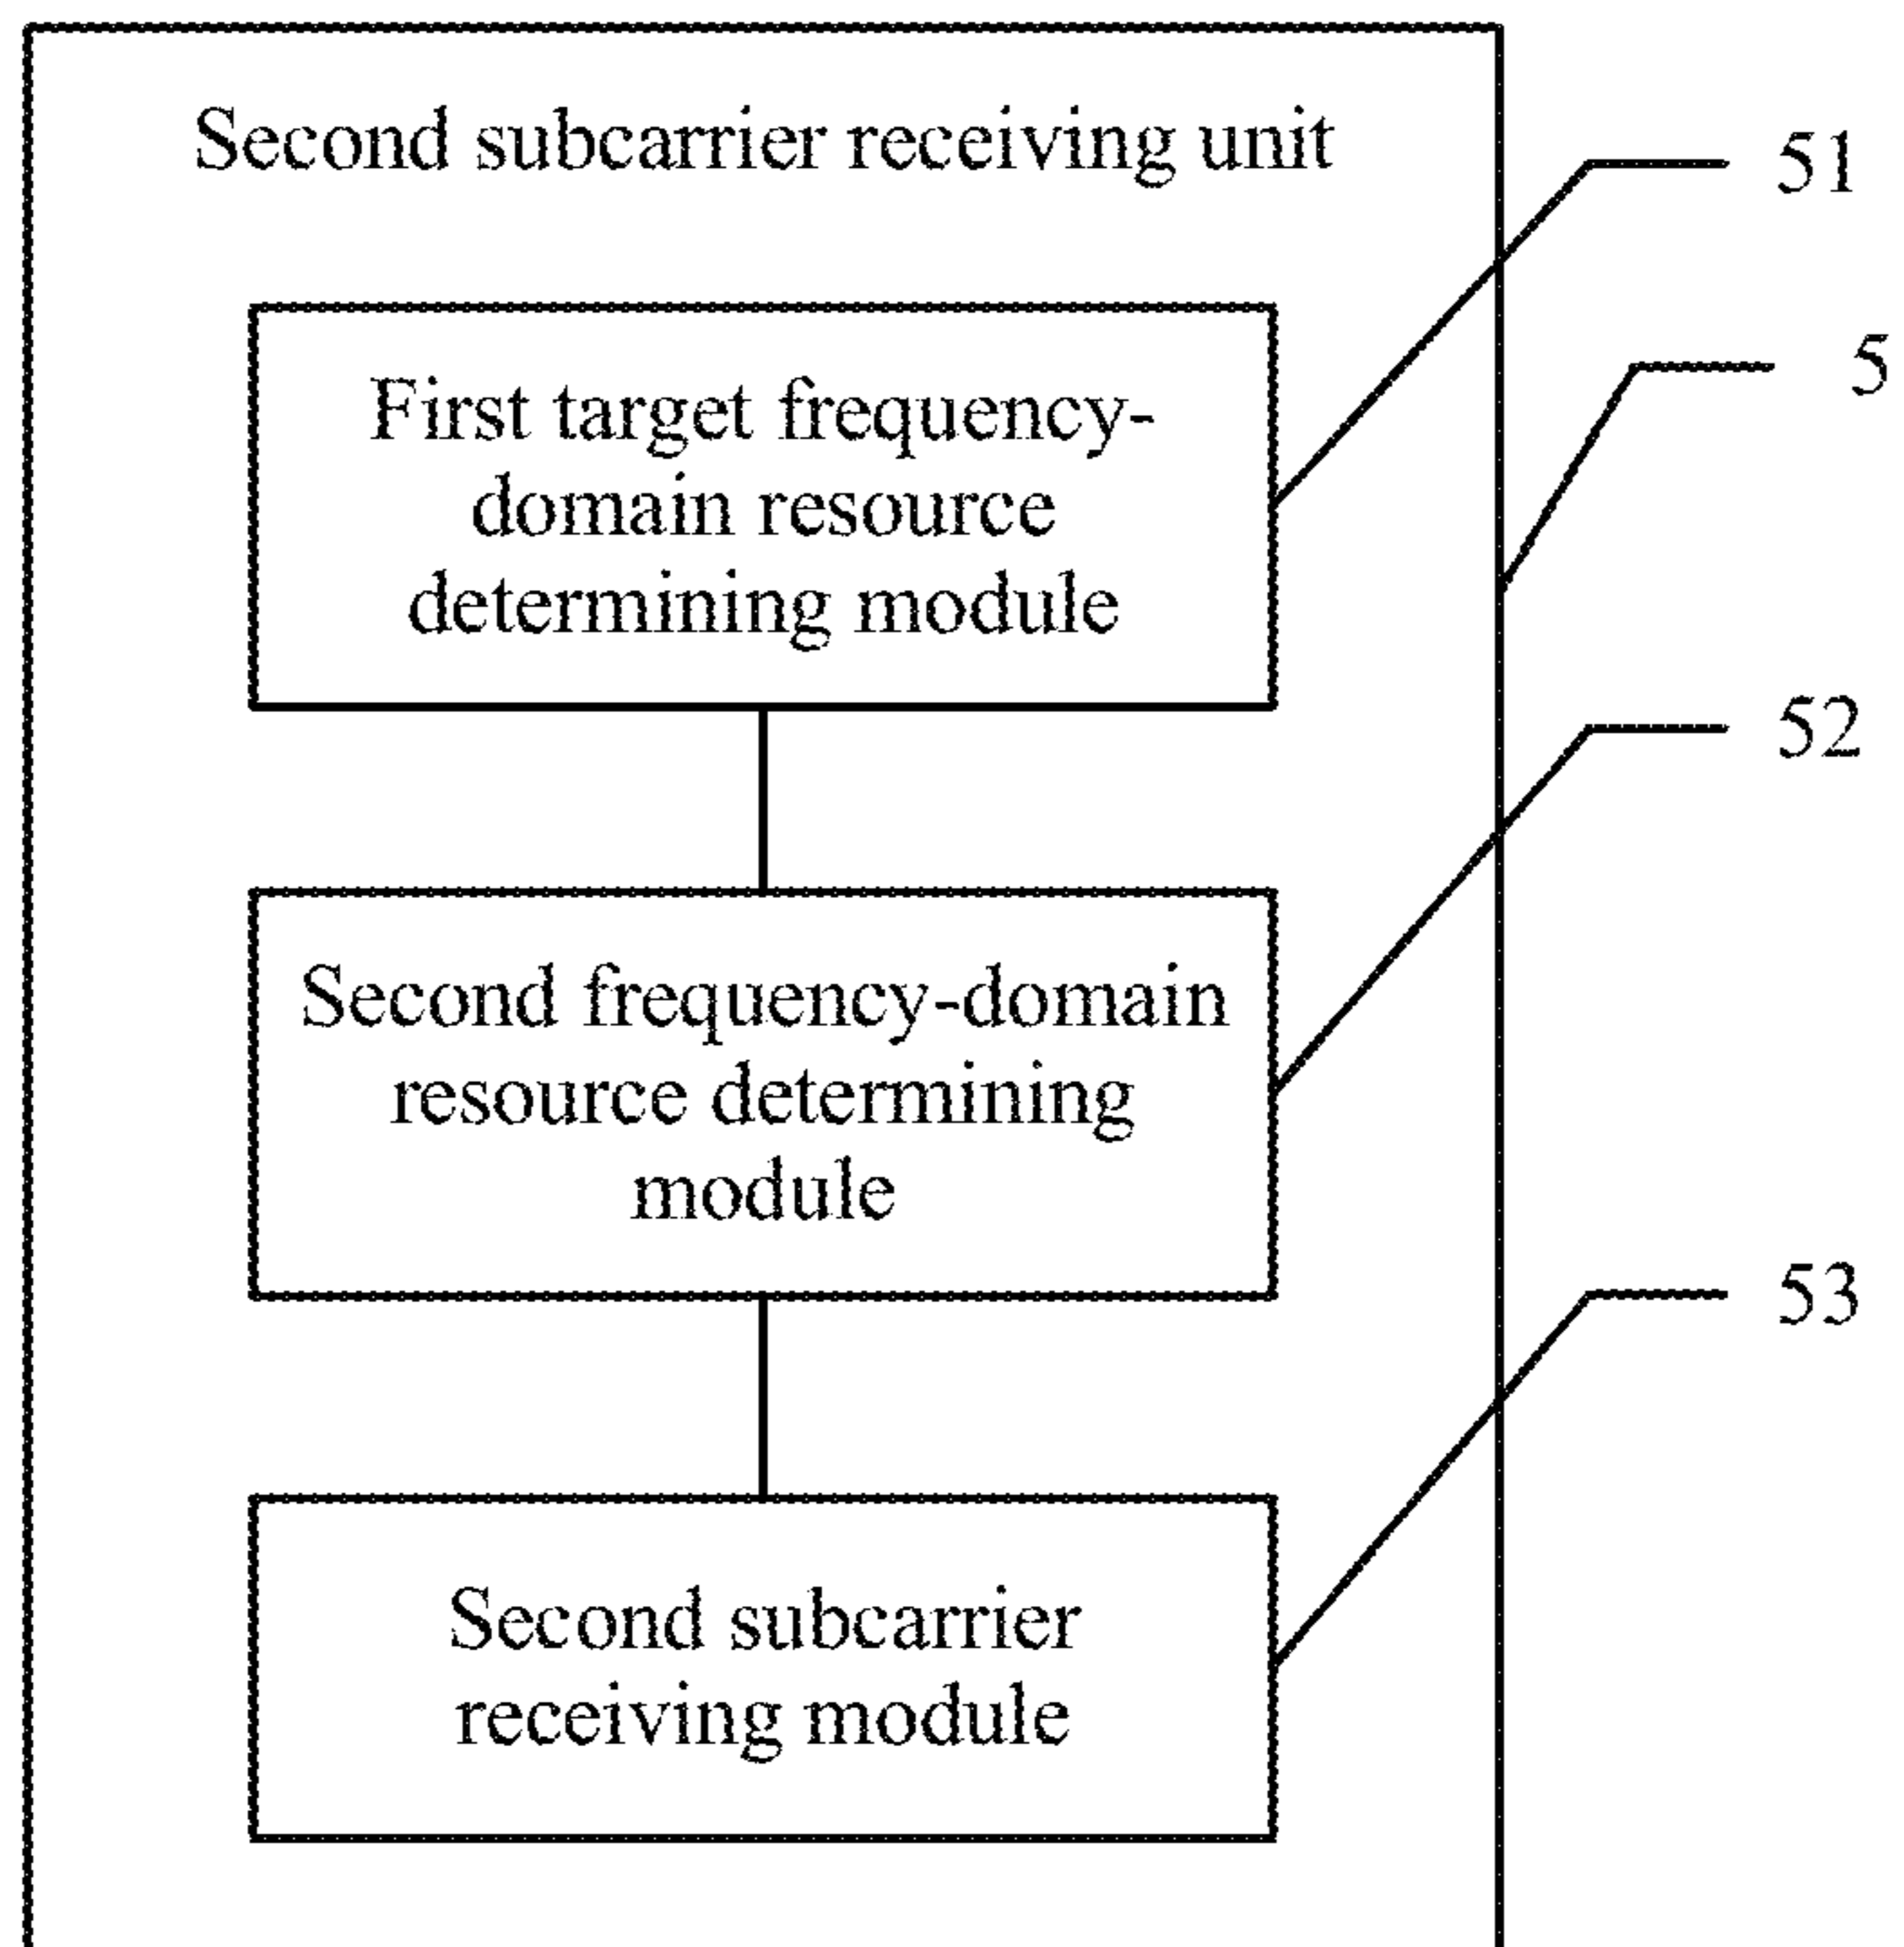 Second subcarrier receiving unit
51
First target frequency-
domain resource
determining module
5
52
Second frequency-domain
resource determining
module
53
Second subcarrier
receiving module